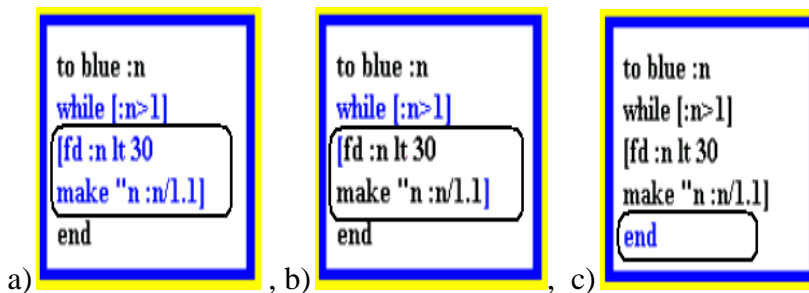 a)
to blue :n
while [:n>1]
[fd :n lt 30
make "n :n/1.1]
end
, b)
to blue :n
while [:n>1]
[fd :n lt 30
make "n :n/1.1]
end
, c)
to blue :n
while [:n>1]
[fd :n lt 30
make "n :n/1.1]
end